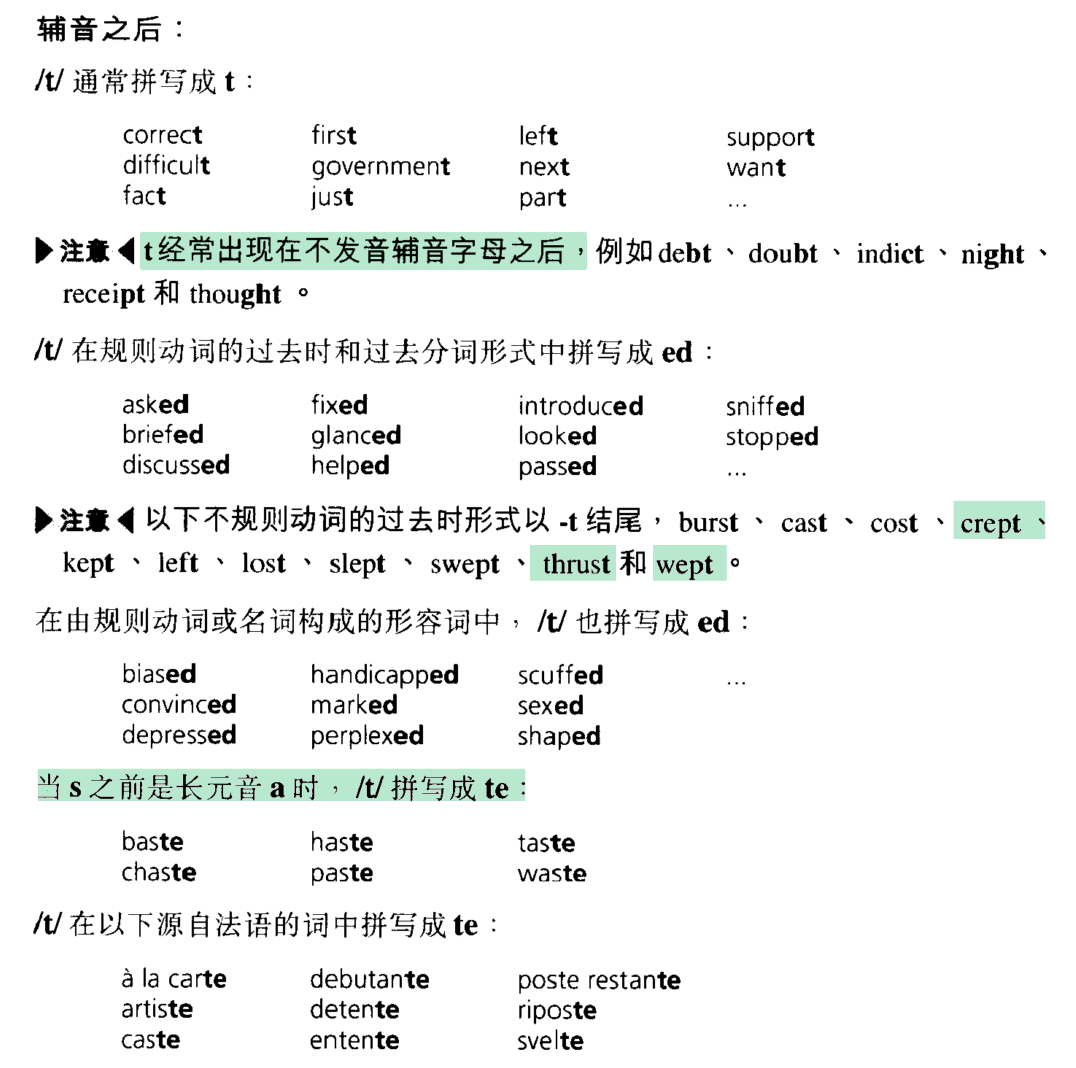 辅音之后：
/t/ 通常拼写成 t：
correct first left support
difficult government next want
fact just part ...
▶注意◀ t经常出现在不发音辅音字母之后，例如debt、doubt、indict、night、
receipt 和 thought。
/t/ 在规则动词的过去时和过去分词形式中拼写成 ed：
asked fixed introduced sniffed
briefed glanced looked stopped
discussed helped passed ...
▶注意◀ 以下不规则动词的过去时形式以 -t 结尾，burst、cast、cost、crept、
kept、left、lost、slept、swept、thrust 和 wept。
在由规则动词或名词构成的形容词中，/t/ 也拼写成 ed：
biased handicapped scuffed ...
convinced marked sexed
depressed perplexed shaped
当 s 之前是长元音 a 时，/t/ 拼写成 te：
baste haste taste
chaste paste waste
/t/ 在以下源自法语的词中拼写成 te：
à la carte debutante poste restante
artiste detente riposte
caste entente svelte